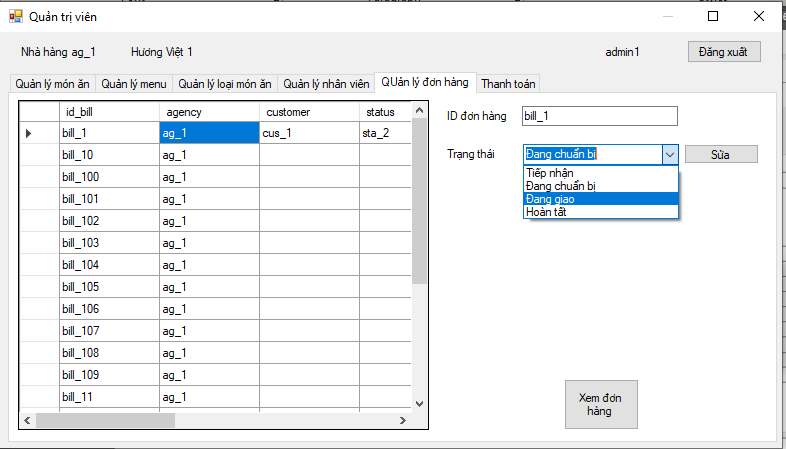 Quản trị viên
Nhà hàng ag_1 Hương Việt 1 admin1 Đăng xuất
Quản lý món ăn Quản lý menu Quản lý loại món ăn Quản lý nhân viên QUản lý đơn hàng Thanh toán
id_bill agency customer status
bill_1 ag_1 cus_1 sta_2
bill_10 ag_1
bill_100 ag_1
bill_101 ag_1
bill_102 ag_1
bill_103 ag_1
bill_104 ag_1
bill_105 ag_1
bill_106 ag_1
bill_107 ag_1
bill_108 ag_1
bill_109 ag_1
bill_11 ag_1
ID đơn hàng bill_1
Trạng thái Đang chuẩn bị Sửa
Tiếp nhận
Đang chuẩn bị
Đang giao
Hoàn tất
Xem đơn
hàng